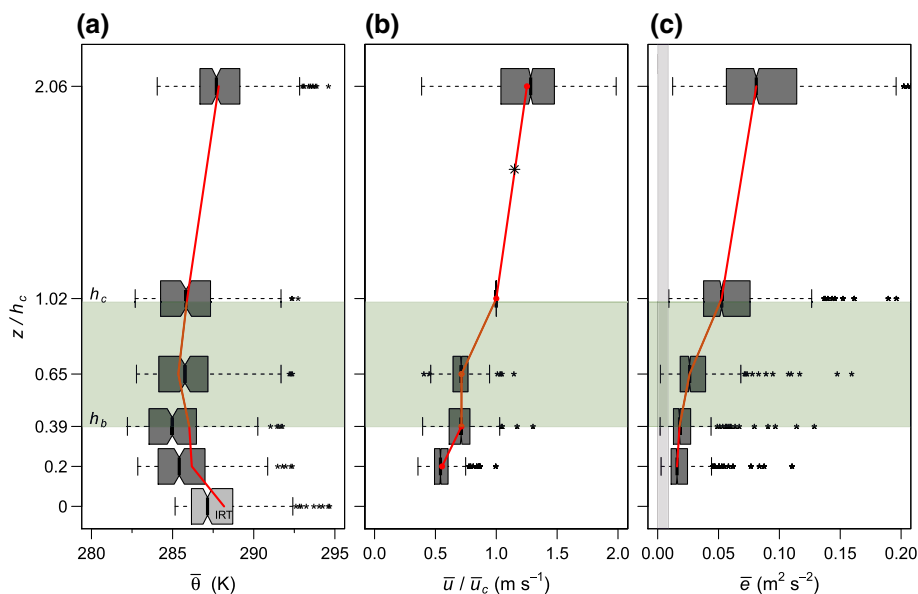 (a) (b) (c)
z / h_c
2.06
1.02
0.65
0.39
0.2
0
h_c
h_b
IRT
280 285 290 295
0.0 0.5 1.0 1.5 2.0
0.00 0.05 0.10 0.15 0.20
θ̅ (K)
u̅ / u̅_c (m s⁻¹)
e̅ (m² s⁻²)